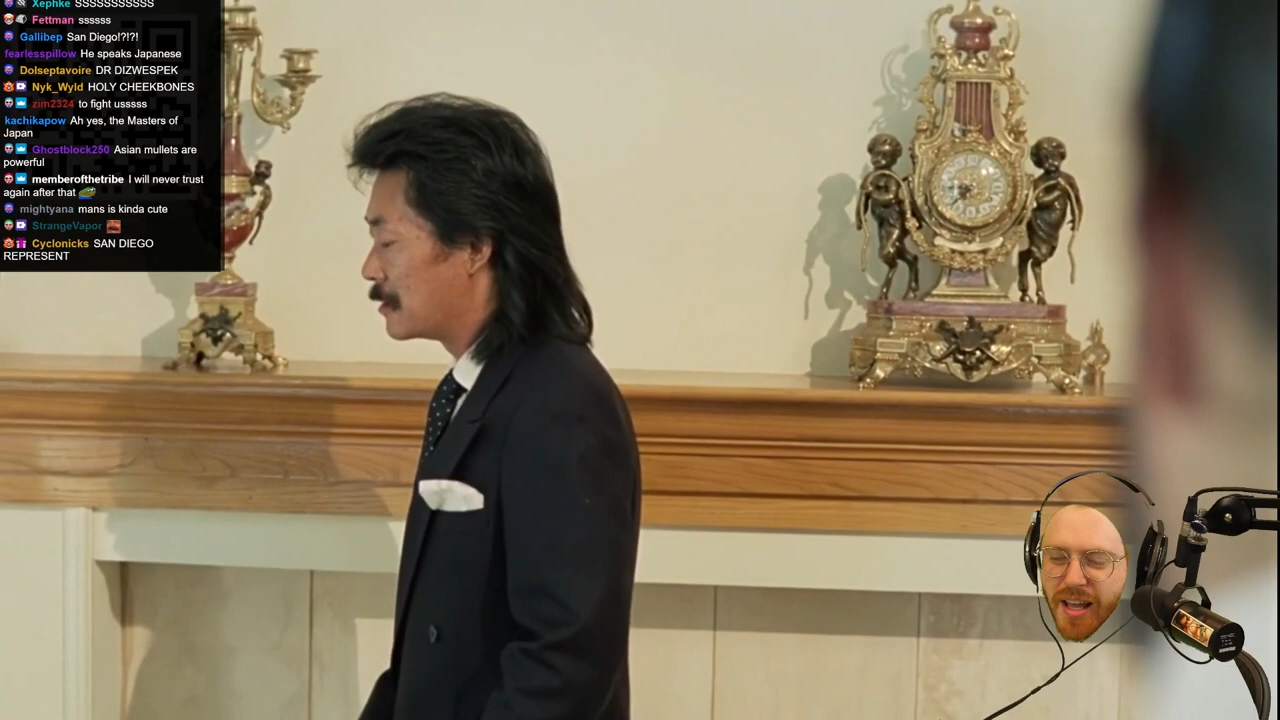 Xephke SSSSSSSSSSS
Fettman ssssss
Gallibep San Diego!?!?!
fearlesspillow He speaks Japanese
Dolseptavoire DR DIZWESPEK
Nyk_Wyld HOLY CHEEKBONES
zim2324 to fight usssss
kachikapow Ah yes, the Masters of
Japan
Ghostblock250 Asian mullets are
powerful
memberofthetribe I will never trust
again after that
mightyana mans is kinda cute
StrangeVapor
Cyclonicks SAN DIEGO
REPRESENT